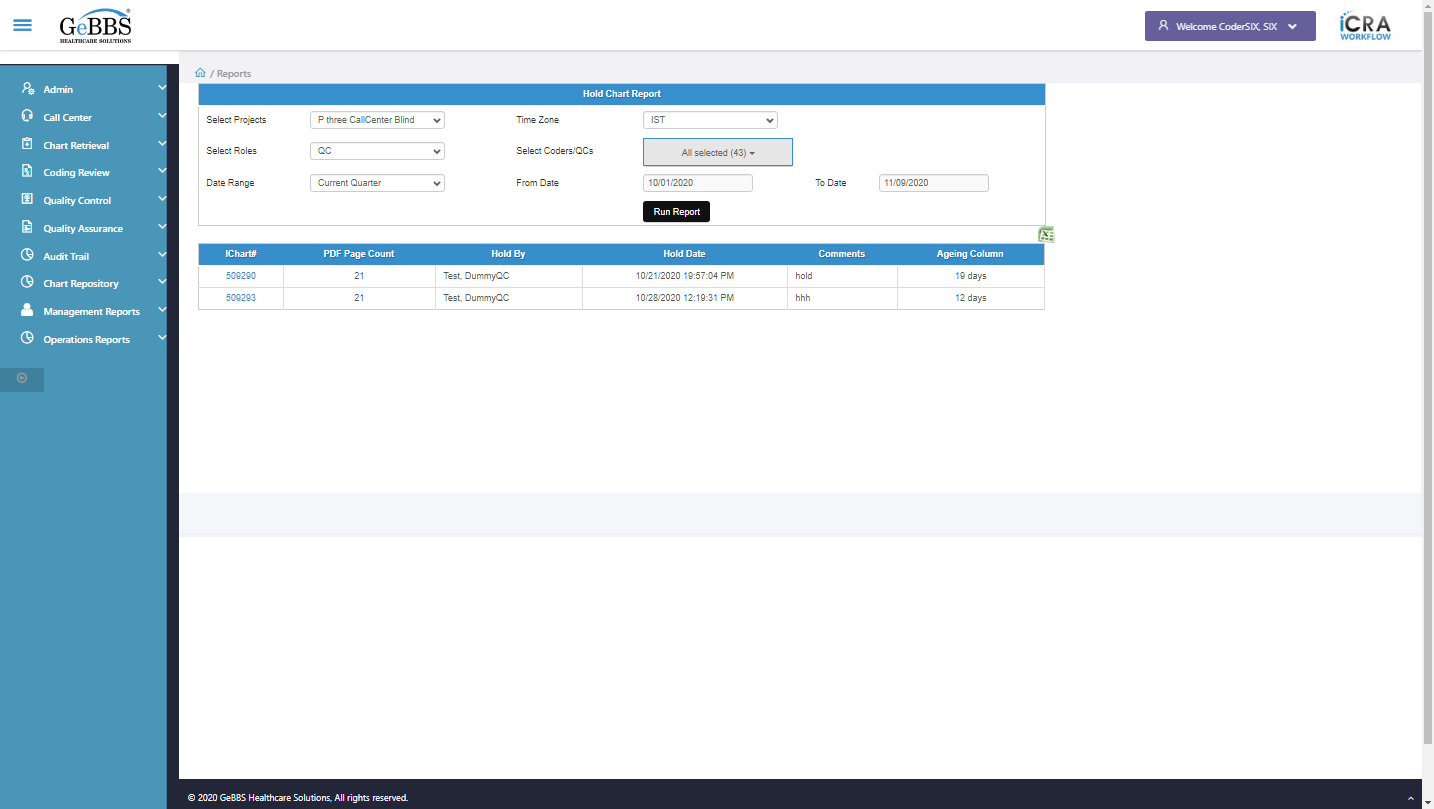 GeBBS®
HEALTHCARE SOLUTIONS
Welcome CoderSIX, SIX
iCRA
WORKFLOW
Admin
Call Center
Chart Retrieval
Coding Review
Quality Control
Quality Assurance
Audit Trail
Chart Repository
Management Reports
Operations Reports
/ Reports
Hold Chart Report
Select Projects P three CallCenter Blind Time Zone IST
Select Roles QC Select Coders/QCs All selected (43)
Date Range Current Quarter From Date 10/01/2020 To Date 11/09/2020
Run Report
IChart# PDF Page Count Hold By Hold Date Comments Ageing Column
509290 21 Test, DummyQC 10/21/2020 19:57:04 PM hold 19 days
509293 21 Test, DummyQC 10/28/2020 12:19:31 PM hhh 12 days
© 2020 GeBBS Healthcare Solutions, All rights reserved.